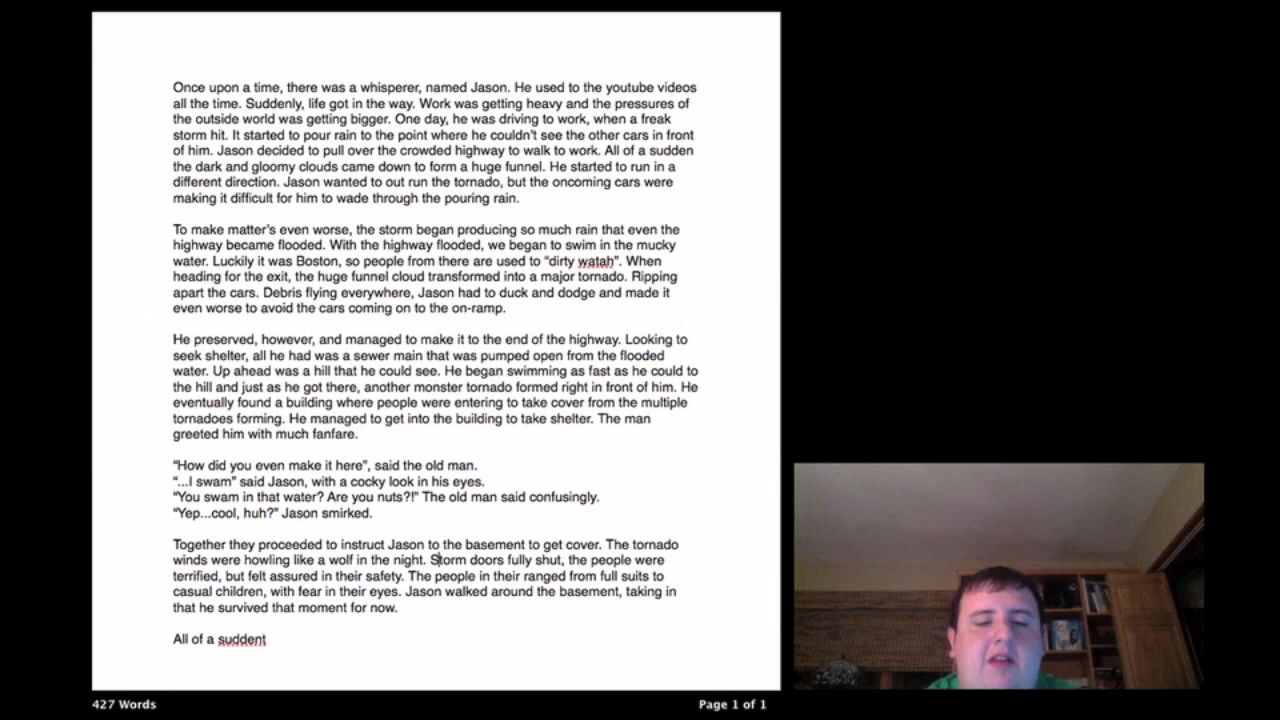 Once upon a time, there was a whisperer, named Jason. He used to the youtube videos
all the time. Suddenly, life got in the way. Work was getting heavy and the pressures of
the outside world was getting bigger. One day, he was driving to work, when a freak
storm hit. It started to pour rain to the point where he couldn't see the other cars in front
of him. Jason decided to pull over the crowded highway to walk to work. All of a sudden
the dark and gloomy clouds came down to form a huge funnel. He started to run in a
different direction. Jason wanted to out run the tornado, but the oncoming cars were
making it difficult for him to wade through the pouring rain.
To make matter's even worse, the storm began producing so much rain that even the
highway became flooded. With the highway flooded, we began to swim in the mucky
water. Luckily it was Boston, so people from there are used to “dirty watah”. When
heading for the exit, the huge funnel cloud transformed into a major tornado. Ripping
apart the cars. Debris flying everywhere, Jason had to duck and dodge and made it
even worse to avoid the cars coming on to the on-ramp.
He preserved, however, and managed to make it to the end of the highway. Looking to
seek shelter, all he had was a sewer main that was pumped open from the flooded
water. Up ahead was a hill that he could see. He began swimming as fast as he could to
the hill and just as he got there, another monster tornado formed right in front of him. He
eventually found a building where people were entering to take cover from the multiple
tornadoes forming. He managed to get into the building to take shelter. The man
greeted him with much fanfare.
“How did you even make it here”, said the old man.
“...I swam” said Jason, with a cocky look in his eyes.
“You swam in that water? Are you nuts?!” The old man said confusingly.
“Yep...cool, huh?” Jason smirked.
Together they proceeded to instruct Jason to the basement to get cover. The tornado
winds were howling like a wolf in the night. Storm doors fully shut, the people were
terrified, but felt assured in their safety. The people in their ranged from full suits to
casual children, with fear in their eyes. Jason walked around the basement, taking in
that he survived that moment for now.
All of a suddent
427 Words
Page 1 of 1